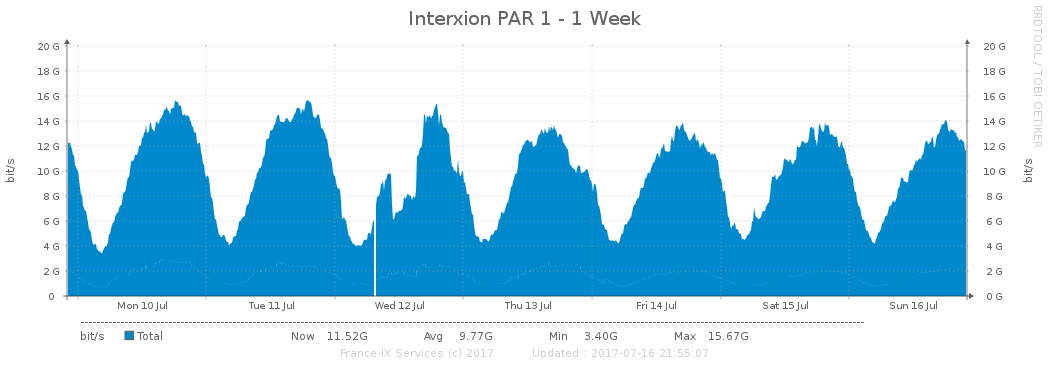 Interxion PAR 1 - 1 Week
RRDTOOL / TOBI OETIKER
bit/s
20 G 20 G
18 G 18 G
16 G 16 G
14 G 14 G
12 G 12 G
10 G 10 G
8 G 8 G
6 G 6 G
4 G 4 G
2 G 2 G
0 0 G
bit/s
Mon 10 Jul Tue 11 Jul Wed 12 Jul Thu 13 Jul Fri 14 Jul Sat 15 Jul Sun 16 Jul
bit/s Total Now 11.52G Avg 9.77G Min 3.40G Max 15.67G
France-IX Services (c) 2017 Updated : 2017-07-16 21:55:07